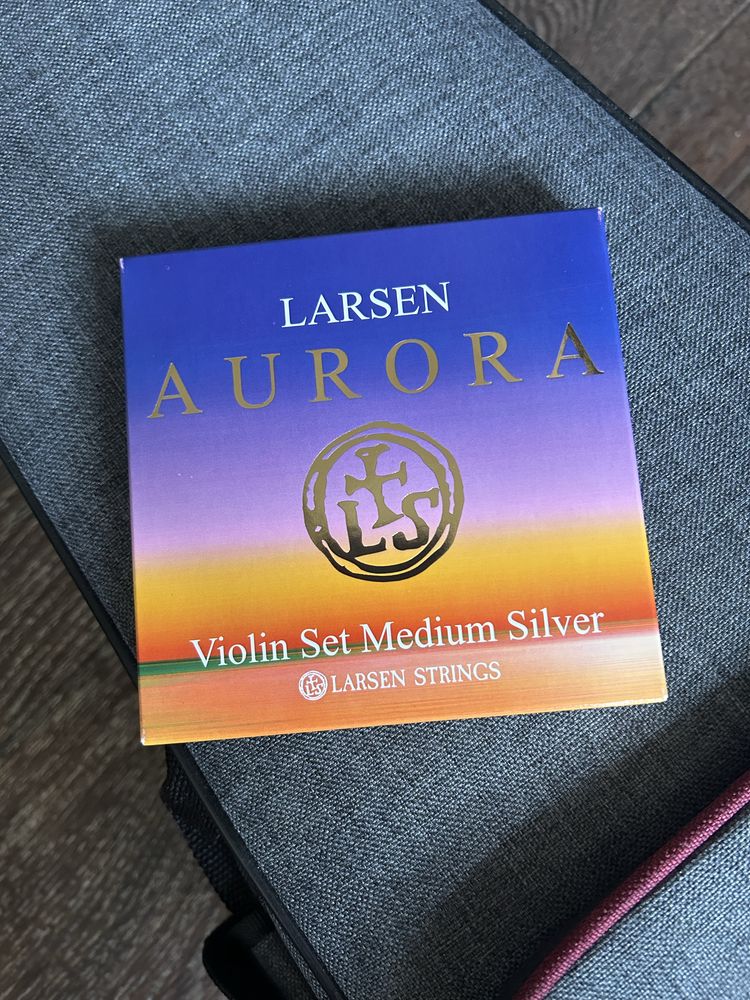 LARSEN
AURORA
LS
Violin Set Medium Silver
LS LARSEN STRINGS